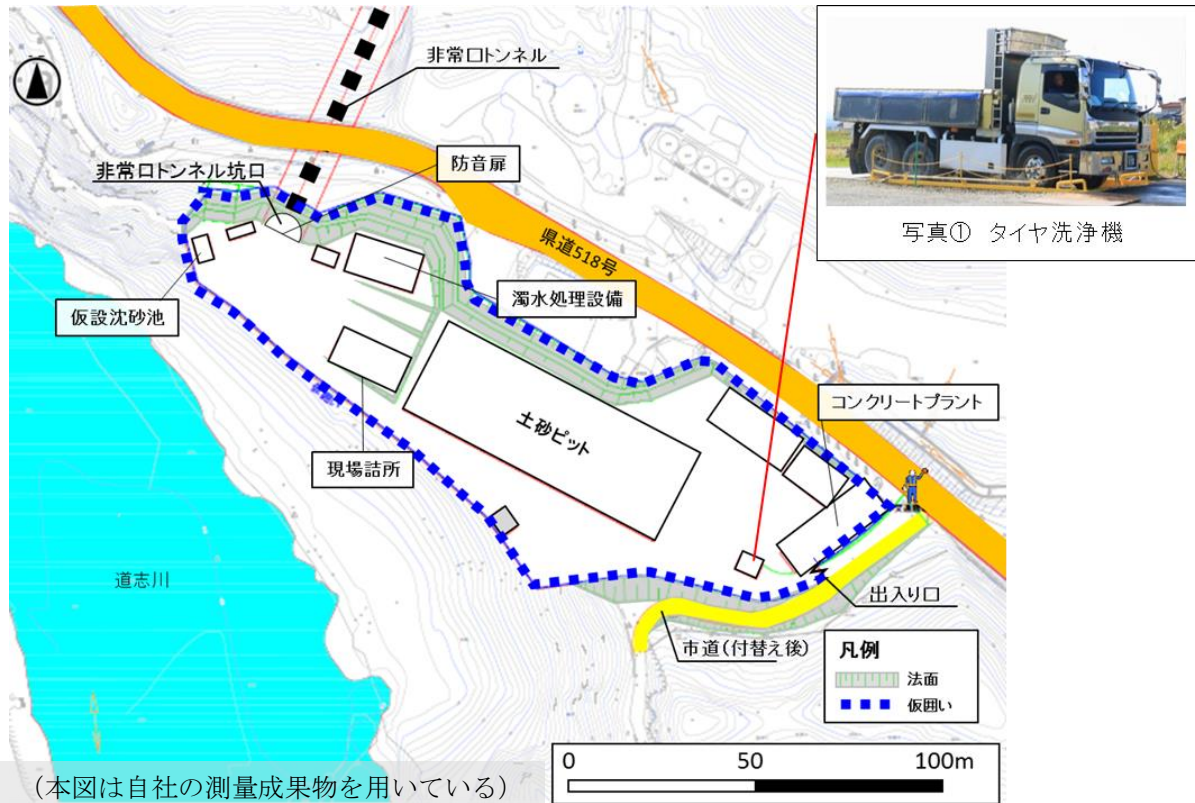 非常口トンネル
防音扉
非常口トンネル坑口
写真① タイヤ洗浄機
県道518号
濁水処理設備
仮設沈砂池
コンクリートプラント
土砂ピット
現場詰所
道志川
出入り口
市道(付替え後)
凡例
法面
仮囲い
0 50 100m
（本図は自社の測量成果物を用いている）